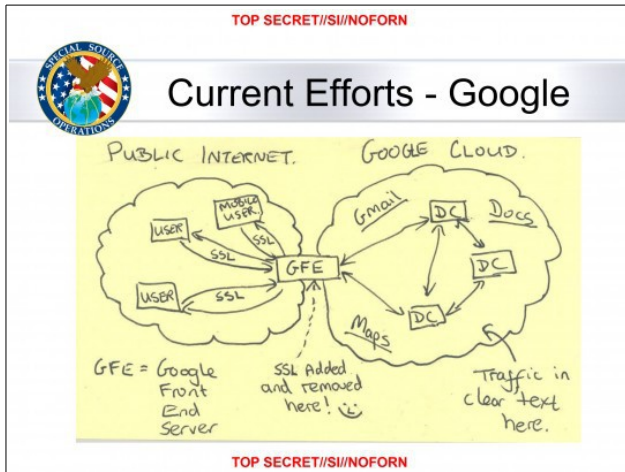 TOP SECRET//SI//NOFORN
SPECIAL SOURCE
OPERATIONS
Current Efforts - Google
PUBLIC INTERNET.
GOOGLE CLOUD.
MOBILE
USER.
USER
SSL
SSL
USER
SSL
GFE
Gmail
DC
Docs
DC
DC
Maps
GFE = Google
Front
End
Server
SSL Added
and removed
here!
Traffic in
clear text
here.
TOP SECRET//SI//NOFORN